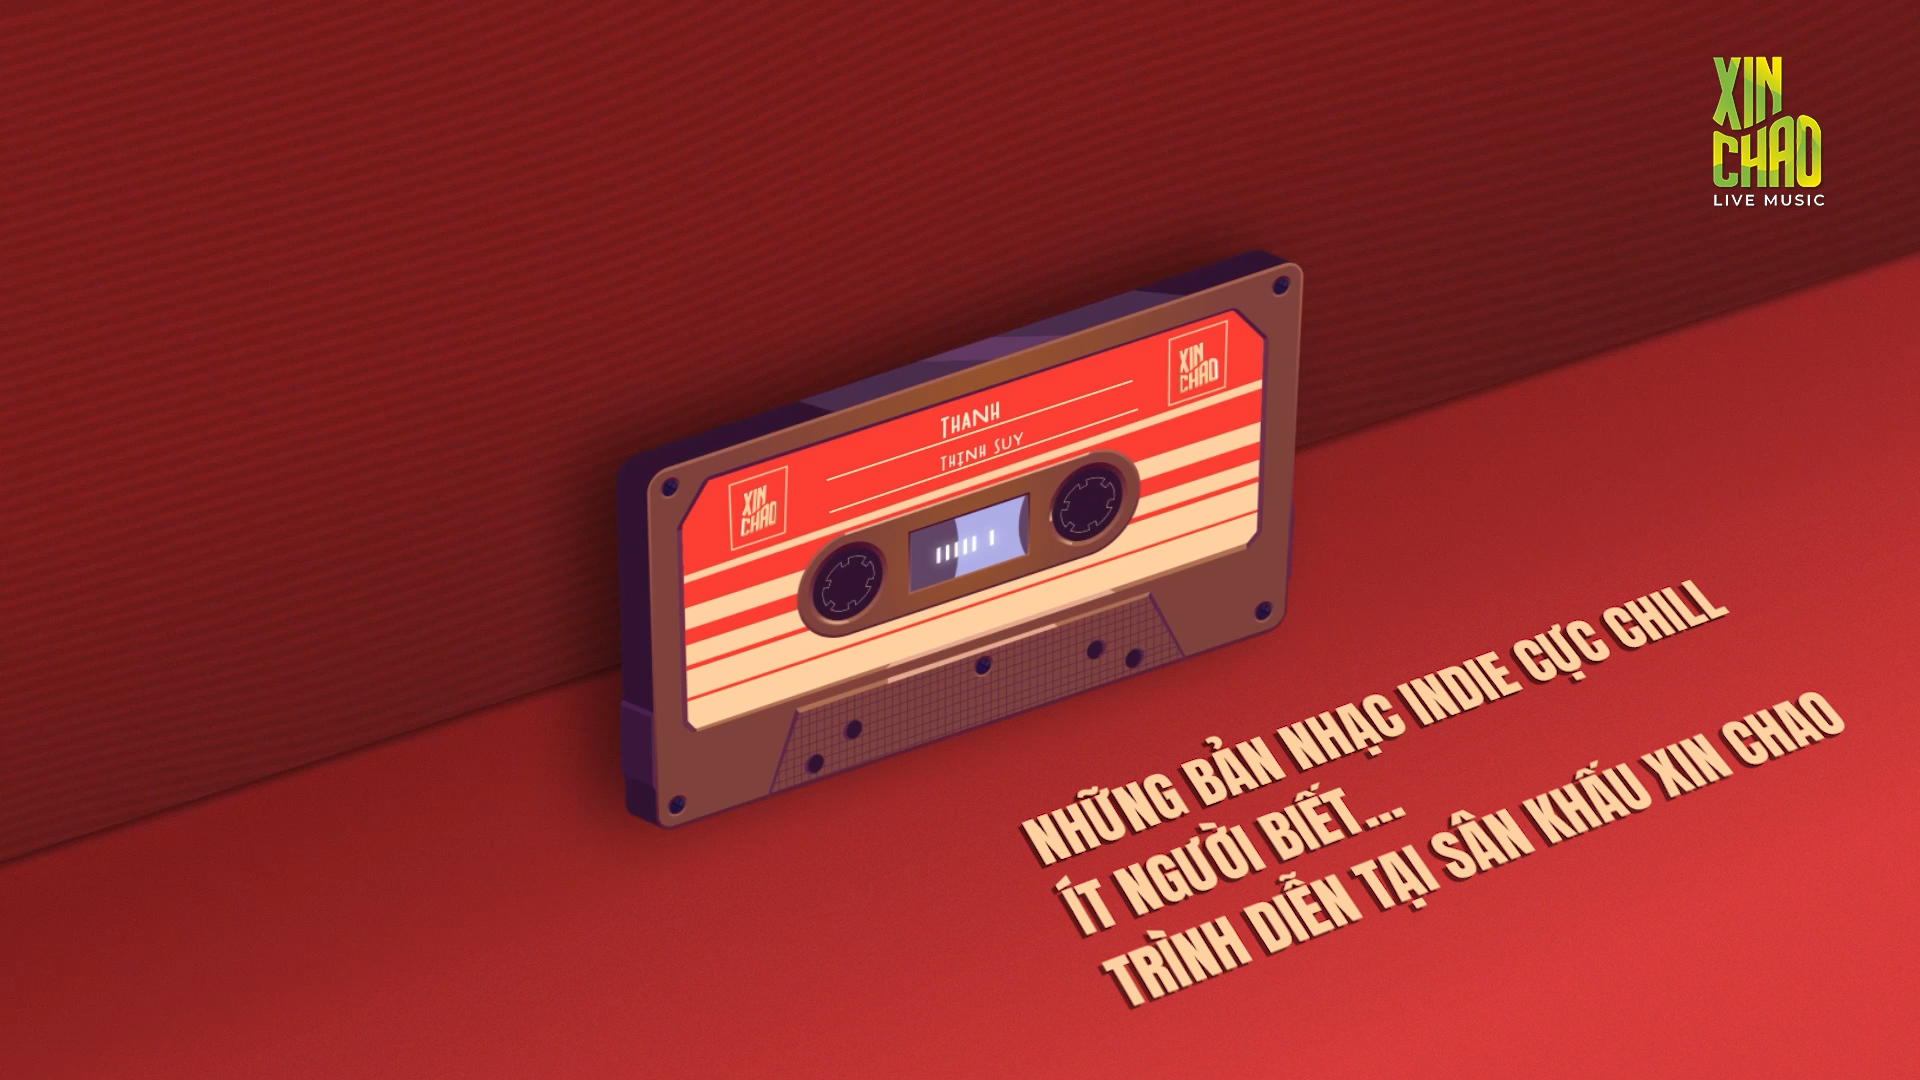 XIN
CHAO
LIVE MUSIC
THANH
THỊNH SUY
XIN
CHAO
XIN
CHAO
NHỮNG BẢN NHẠC INDIE CỰC CHILL
ÍT NGƯỜI BIẾT...
TRÌNH DIỄN TẠI SÂN KHẤU XIN CHAO